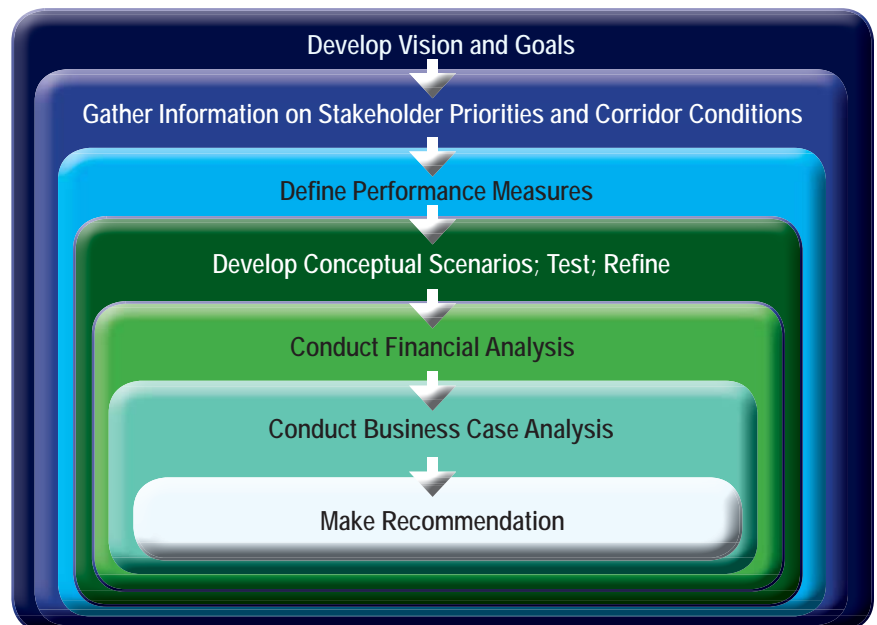 Develop Vision and Goals
Gather Information on Stakeholder Priorities and Corridor Conditions
Define Performance Measures
Develop Conceptual Scenarios; Test; Refine
Conduct Financial Analysis
Conduct Business Case Analysis
Make Recommendation